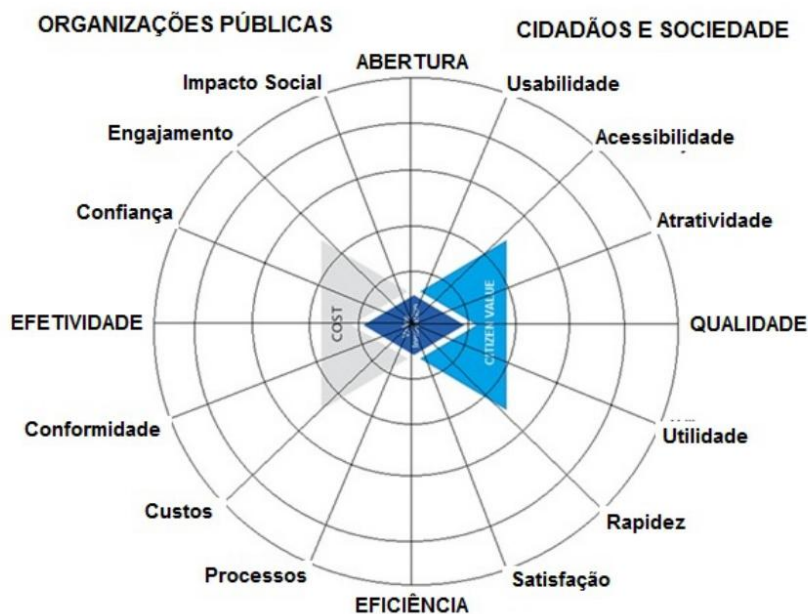 ORGANIZAÇÕES PÚBLICAS
CIDADÃOS E SOCIEDADE
ABERTURA
Impacto Social
Usabilidade
Engajamento
Acessibilidade
Confiança
Atratividade
EFETIVIDADE
COST
CITIZEN VALUE
QUALIDADE
Conformidade
Utilidade
Custos
Rapidez
Processos
Satisfação
EFICIÊNCIA